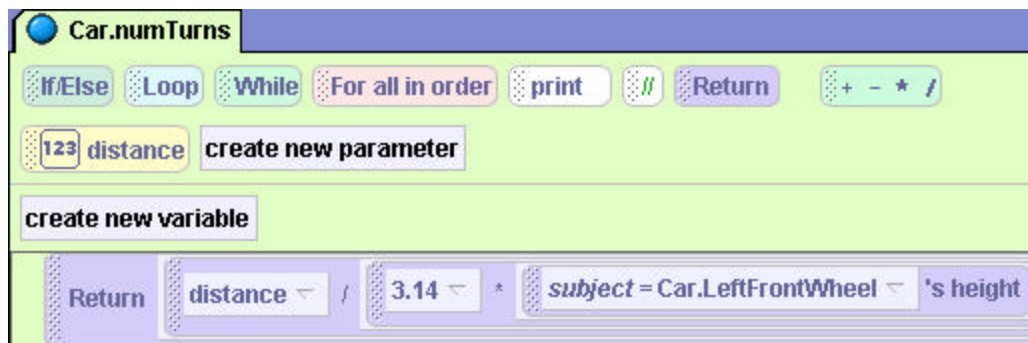 Car.numTurns
If/Else Loop While For all in order print // Return + - * /
123 distance create new parameter
create new variable
Return distance / 3.14 * subject = Car.LeftFrontWheel 's height